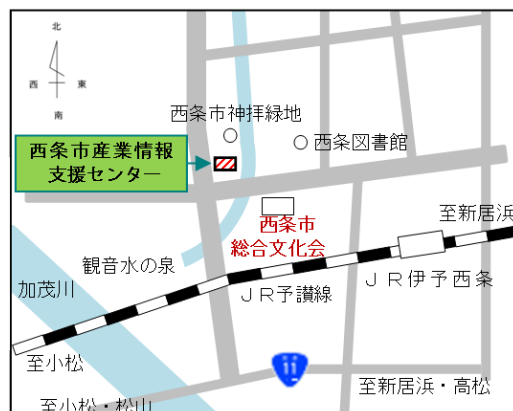 北
西 東
南
西条市神拝緑地
西条図書館
西条市産業情報
支援センター
西条市
総合文化会
至新居浜
観音水の泉
加茂川
ＪＲ予讃線
ＪＲ伊予西条
至小松
11
至新居浜・高松
至小松・松山